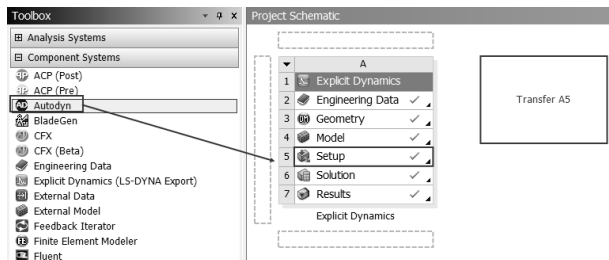 Toolbox
Analysis Systems
Component Systems
ACP (Post)
ACP (Pre)
Autodyn
BladeGen
CFX
CFX (Beta)
Engineering Data
Explicit Dynamics (LS-DYNA Export)
External Data
External Model
Feedback Iterator
Finite Element Modeler
Fluent
Project Schematic
A
1 Explicit Dynamics
2 Engineering Data
3 Geometry
4 Model
5 Setup
6 Solution
7 Results
Explicit Dynamics
Transfer A5